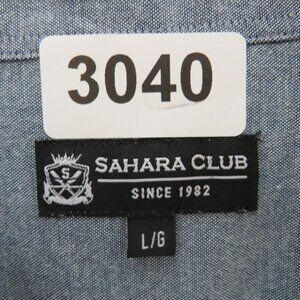 3040
S
SAHARA CLUB
SINCE 1982
L/G